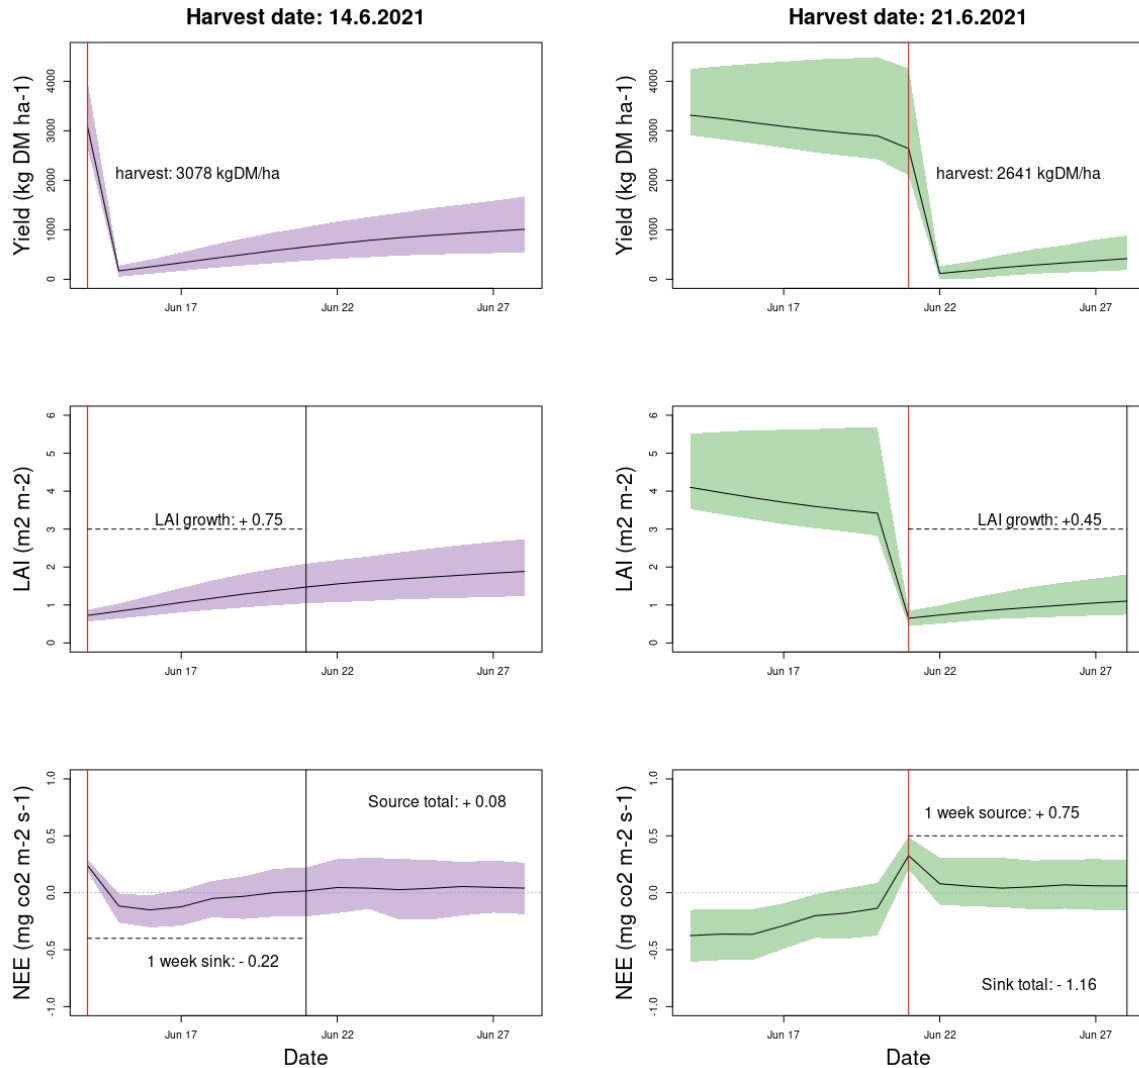 Harvest date: 14.6.2021
Harvest date: 21.6.2021
Yield (kg DM ha-1)
4000
3000
2000
1000
0
harvest: 3078 kgDM/ha
Jun 17
Jun 22
Jun 27
Yield (kg DM ha-1)
4000
3000
2000
1000
0
harvest: 2641 kgDM/ha
Jun 17
Jun 22
Jun 27
LAI (m2 m-2)
6
5
4
3
2
1
0
LAI growth: + 0.75
Jun 17
Jun 22
Jun 27
LAI (m2 m-2)
6
5
4
3
2
1
0
LAI growth: +0.45
Jun 17
Jun 22
Jun 27
NEE (mg co2 m-2 s-1)
1.0
0.5
0.0
-0.5
-1.0
Source total: + 0.08
1 week sink: - 0.22
Jun 17
Jun 22
Jun 27
Date
NEE (mg co2 m-2 s-1)
1.0
0.5
0.0
-0.5
-1.0
1 week source: + 0.75
Sink total: - 1.16
Jun 17
Jun 22
Jun 27
Date